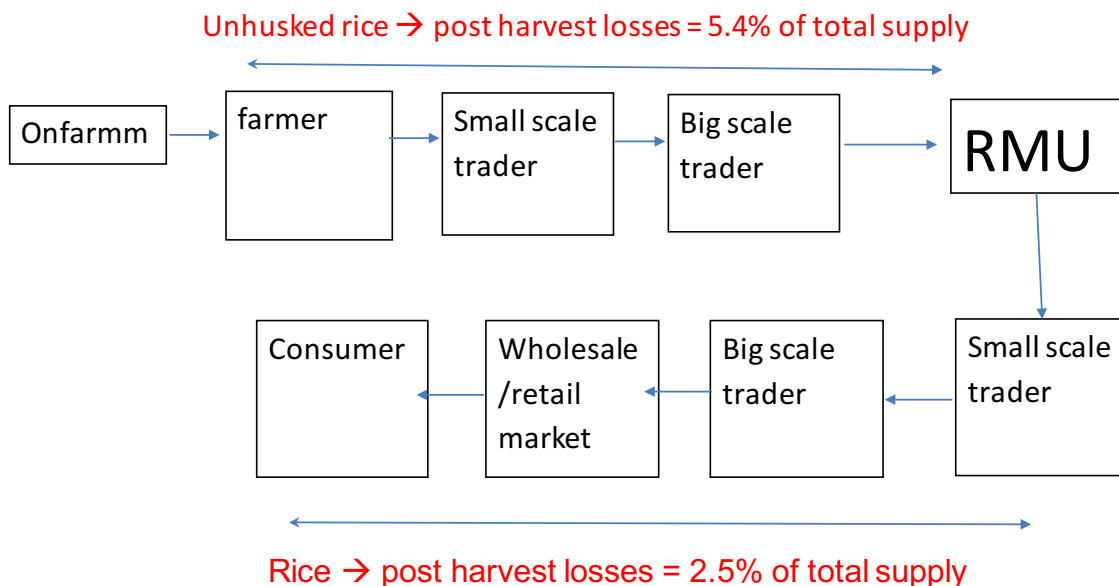 Unhusked rice → post harvest losses = 5.4% of total supply
Onfarmm
farmer
Small scale
trader
Big scale
trader
RMU
Consumer
Wholesale
/retail
market
Big scale
trader
Small scale
trader
Rice → post harvest losses = 2.5% of total supply